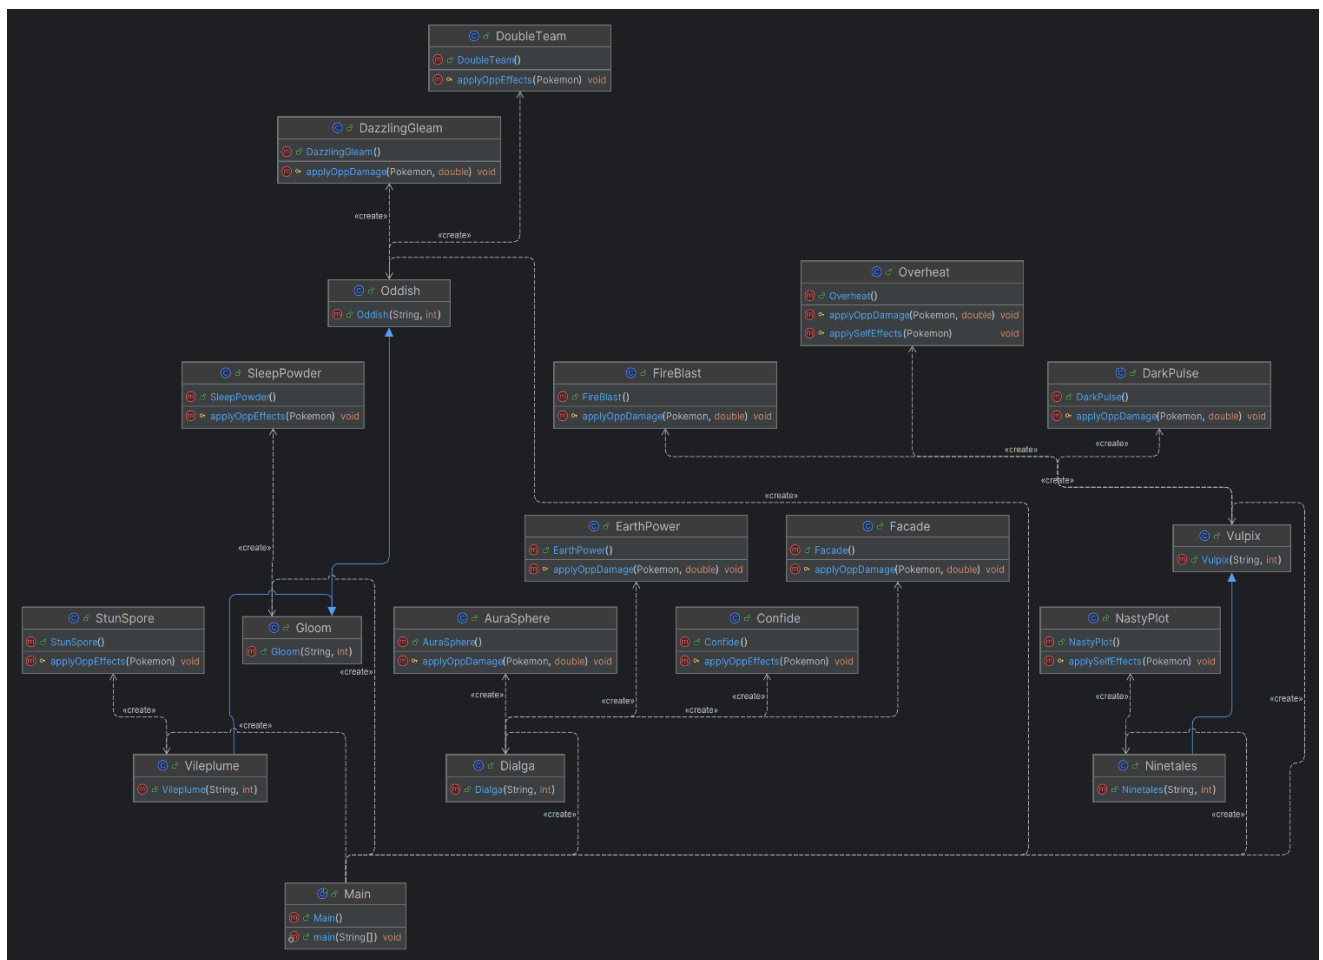 DoubleTeam
DoubleTeam()
applyOppEffects(Pokemon) void
DazzlingGleam
DazzlingGleam()
applyOppDamage(Pokemon, double) void
«create»
«create»
Oddish
Oddish(String, int)
Overheat
Overheat()
applyOppDamage(Pokemon, double) void
applySelfEffects(Pokemon) void
SleepPowder
SleepPowder()
applyOppEffects(Pokemon) void
FireBlast
FireBlast()
applyOppDamage(Pokemon, double) void
DarkPulse
DarkPulse()
applyOppDamage(Pokemon, double) void
«create»
«create»
«create»
«create»
«create»
EarthPower
EarthPower()
applyOppDamage(Pokemon, double) void
Facade
Facade()
applyOppDamage(Pokemon, double) void
Vulpix
Vulpix(String, int)
«create»
StunSpore
StunSpore()
applyOppEffects(Pokemon) void
Gloom
Gloom(String, int)
«create»
AuraSphere
AuraSphere()
applyOppDamage(Pokemon, double) void
Confide
Confide()
applyOppEffects(Pokemon) void
NastyPlot
NastyPlot()
applySelfEffects(Pokemon) void
«create»
«create»
«create»
«create»
«create»
«create»
«create»
«create»
«create»
Vileplume
Vileplume(String, int)
Dialga
Dialga(String, int)
Ninetales
Ninetales(String, int)
«create»
«create»
Main
Main()
main(String[]) void